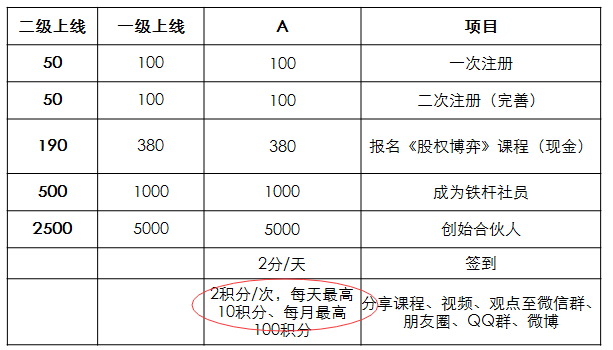 二级上线 一级上线 A 项目
50 100 100 一次注册
50 100 100 二次注册（完善）
190 380 380 报名《股权博弈》课程（现金）
500 1000 1000 成为铁杆社员
2500 5000 5000 创始合伙人
2分/天 签到
2积分/次，每天最高
10积分、每月最高
100积分
分享课程、视频、观点至微信群、
朋友圈、QQ群、微博